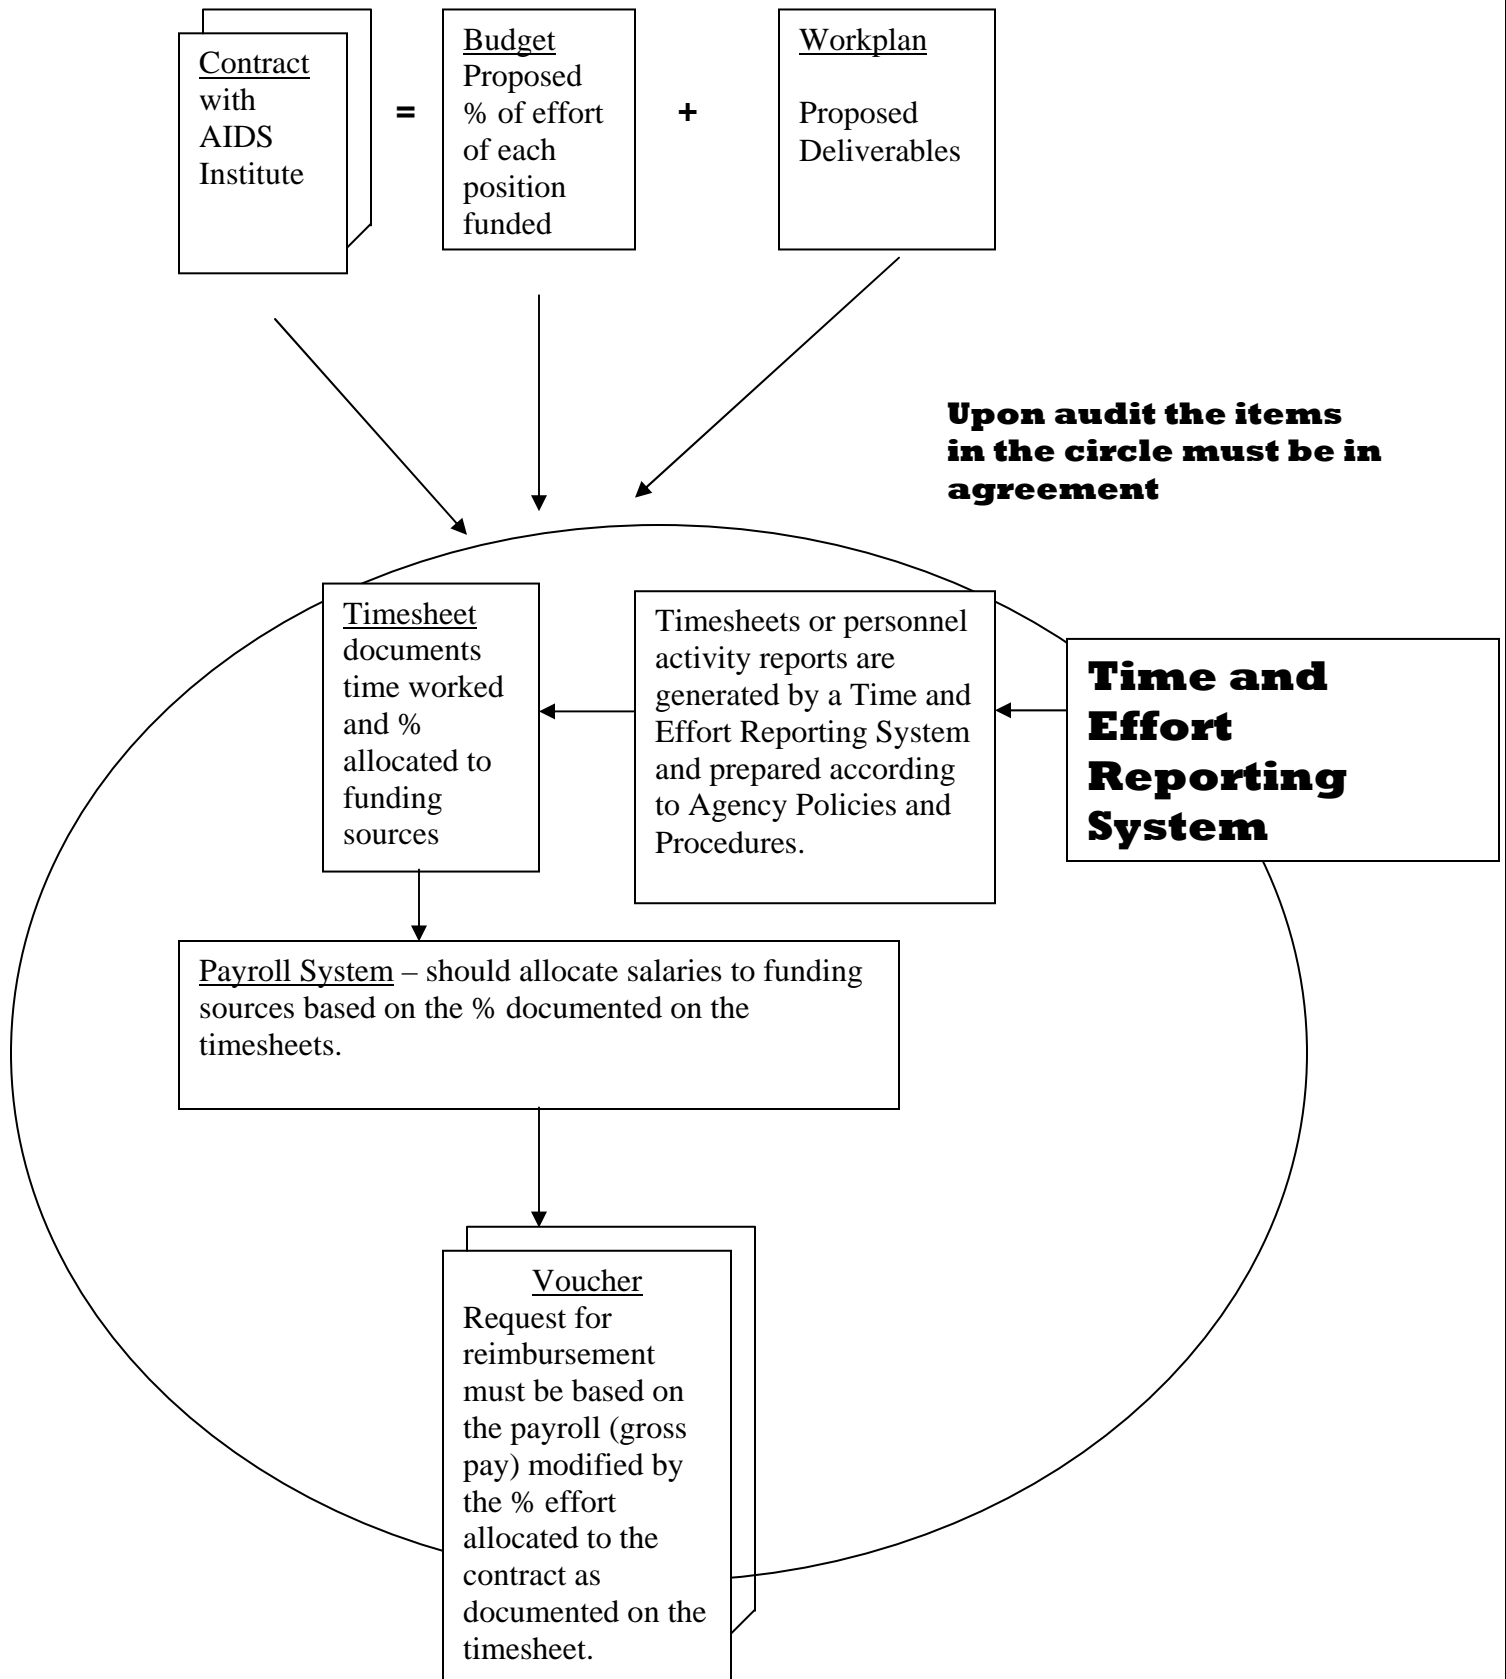 Contract
with
AIDS
Institute
=
Budget
Proposed
% of effort
of each
position
funded
+
Workplan
Proposed
Deliverables
Upon audit the items
in the circle must be in
agreement
Timesheet
documents
time worked
and %
allocated to
funding
sources
Timesheets or personnel
activity reports are
generated by a Time and
Effort Reporting System
and prepared according
to Agency Policies and
Procedures.
Time and
Effort
Reporting
System
Payroll System – should allocate salaries to funding
sources based on the % documented on the
timesheets.
Voucher
Request for
reimbursement
must be based on
the payroll (gross
pay) modified by
the % effort
allocated to the
contract as
documented on the
timesheet.